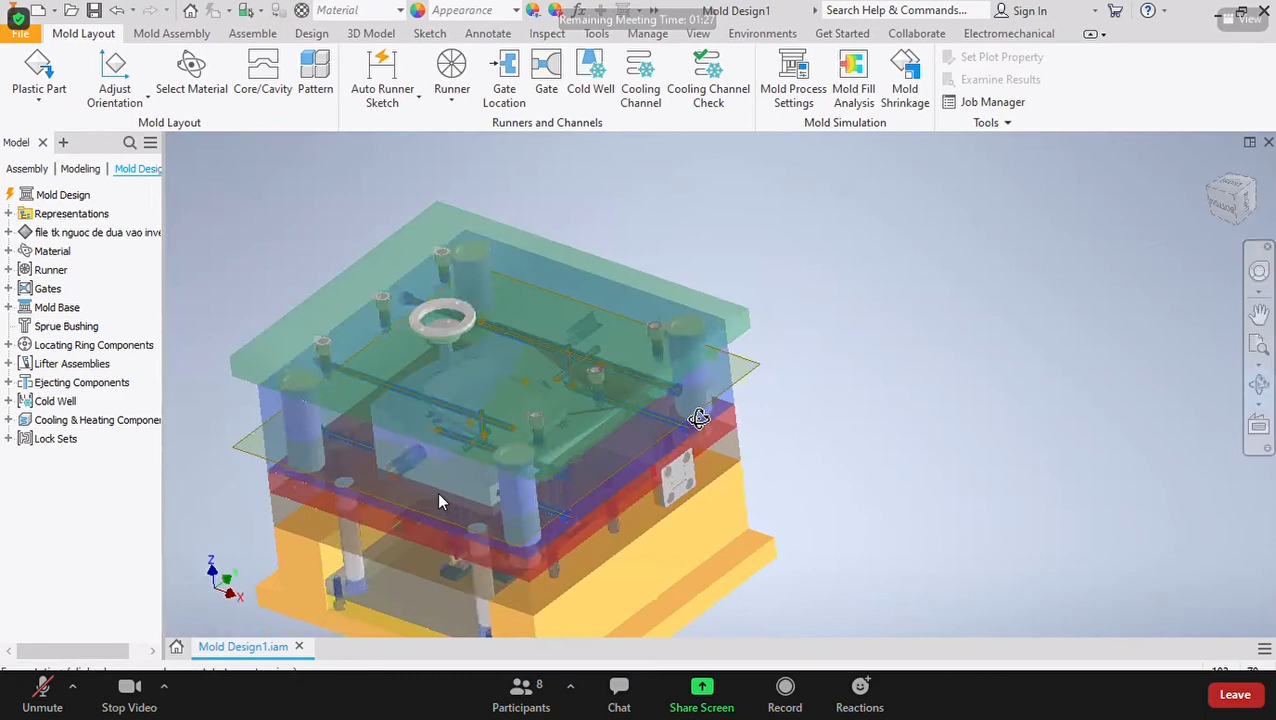 Material
Appearance
Remaining Meeting Time: 01:27
Mold Design1
Search Help & Commands...
Sign In
View
File
Mold Layout
Mold Assembly
Assemble
Design
3D Model
Sketch
Annotate
Inspect
Tools
Manage
View
Environments
Get Started
Collaborate
Electromechanical
Plastic Part
Adjust
Orientation
Select Material
Core/Cavity
Pattern
Auto Runner
Sketch
Runner
Gate
Location
Gate
Cold Well
Cooling
Channel
Cooling Channel
Check
Mold Process
Settings
Mold Fill
Analysis
Mold
Shrinkage
Set Plot Property
Examine Results
Job Manager
Mold Layout
Runners and Channels
Mold Simulation
Tools
Model
Assembly
Modeling
Mold Desig
Mold Design
Representations
file tk nguoc de dua vao inve
Material
Runner
Gates
Mold Base
Sprue Bushing
Locating Ring Components
Lifter Assemblies
Ejecting Components
Cold Well
Cooling & Heating Componer
Lock Sets
Z
X
Mold Design1.iam
Unmute
Stop Video
8
Participants
Chat
Share Screen
Record
Reactions
Leave